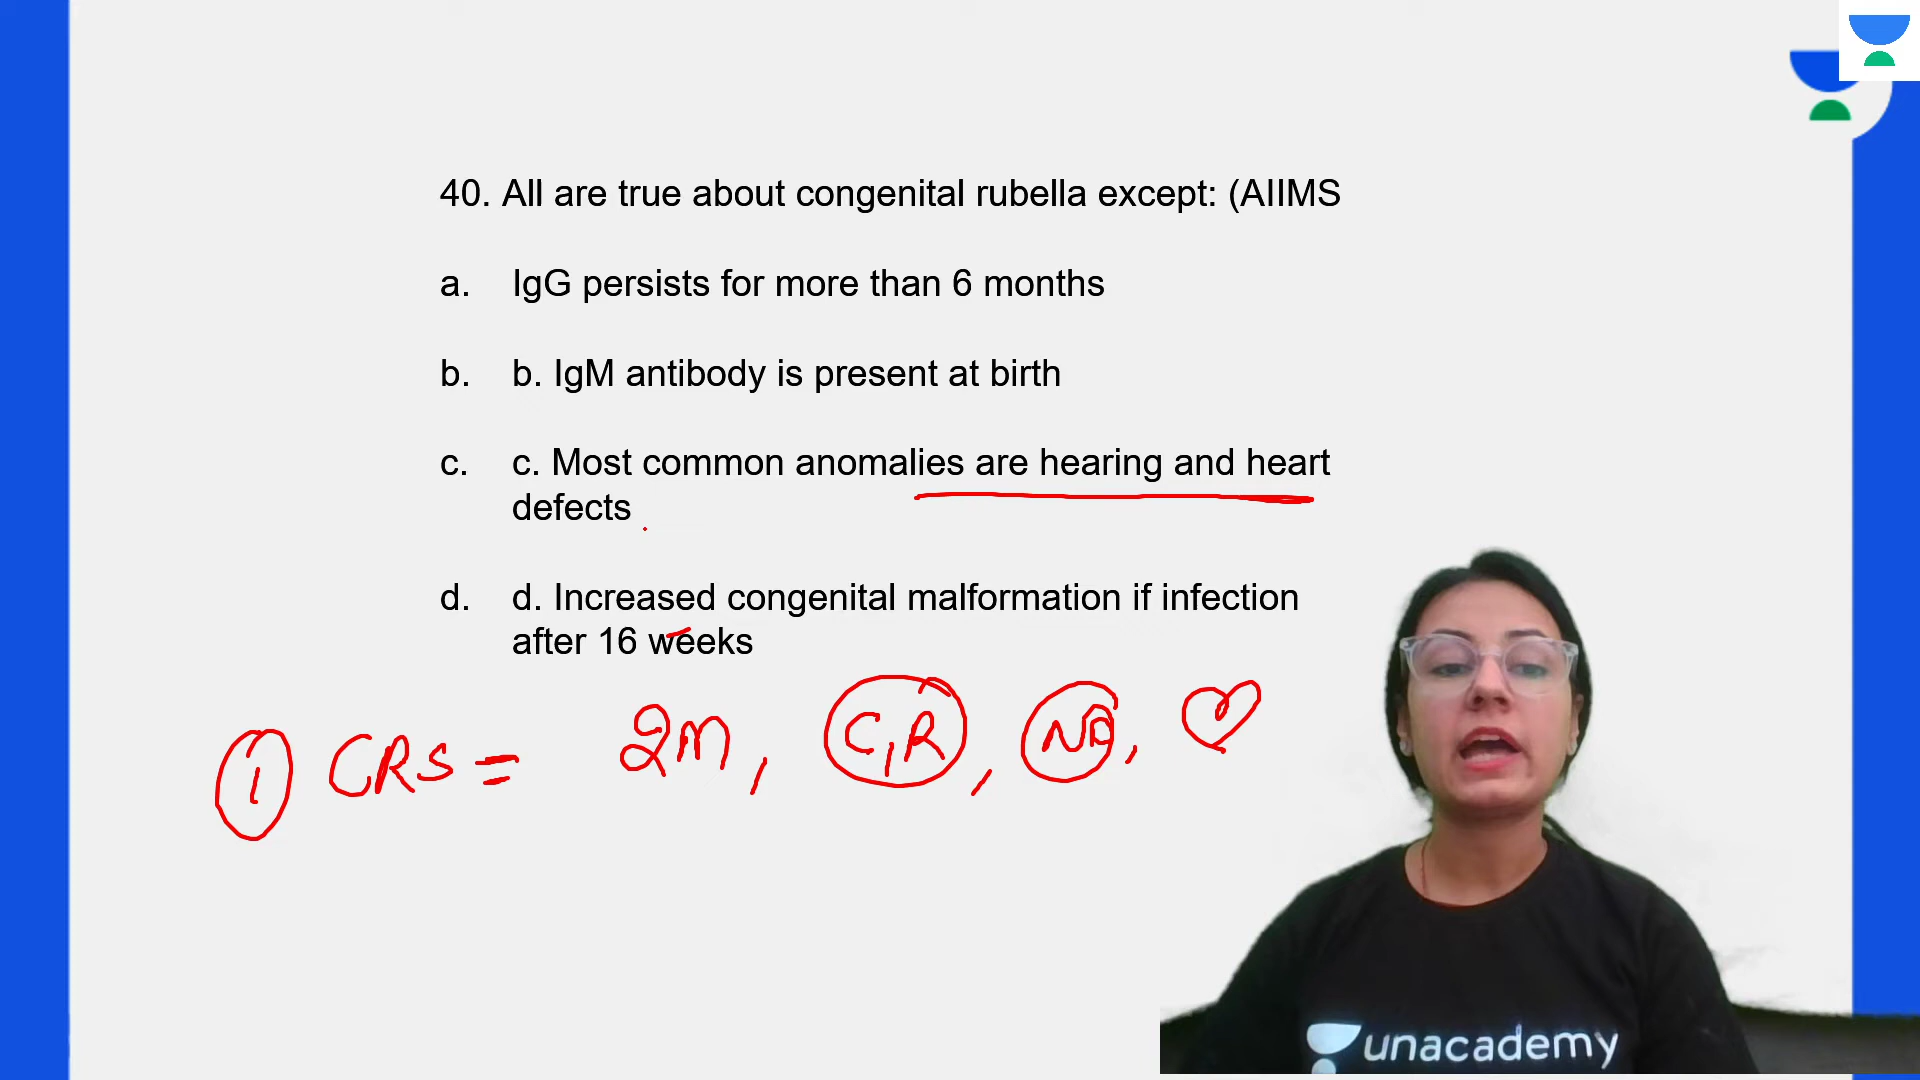 40. All are true about congenital rubella except: (AIIMS
a. IgG persists for more than 6 months
b. b. IgM antibody is present at birth
c. c. Most common anomalies are hearing and heart
defects
d. d. Increased congenital malformation if infection
after 16 weeks
1 CRS = 2M, C,R, ND,
unacademy